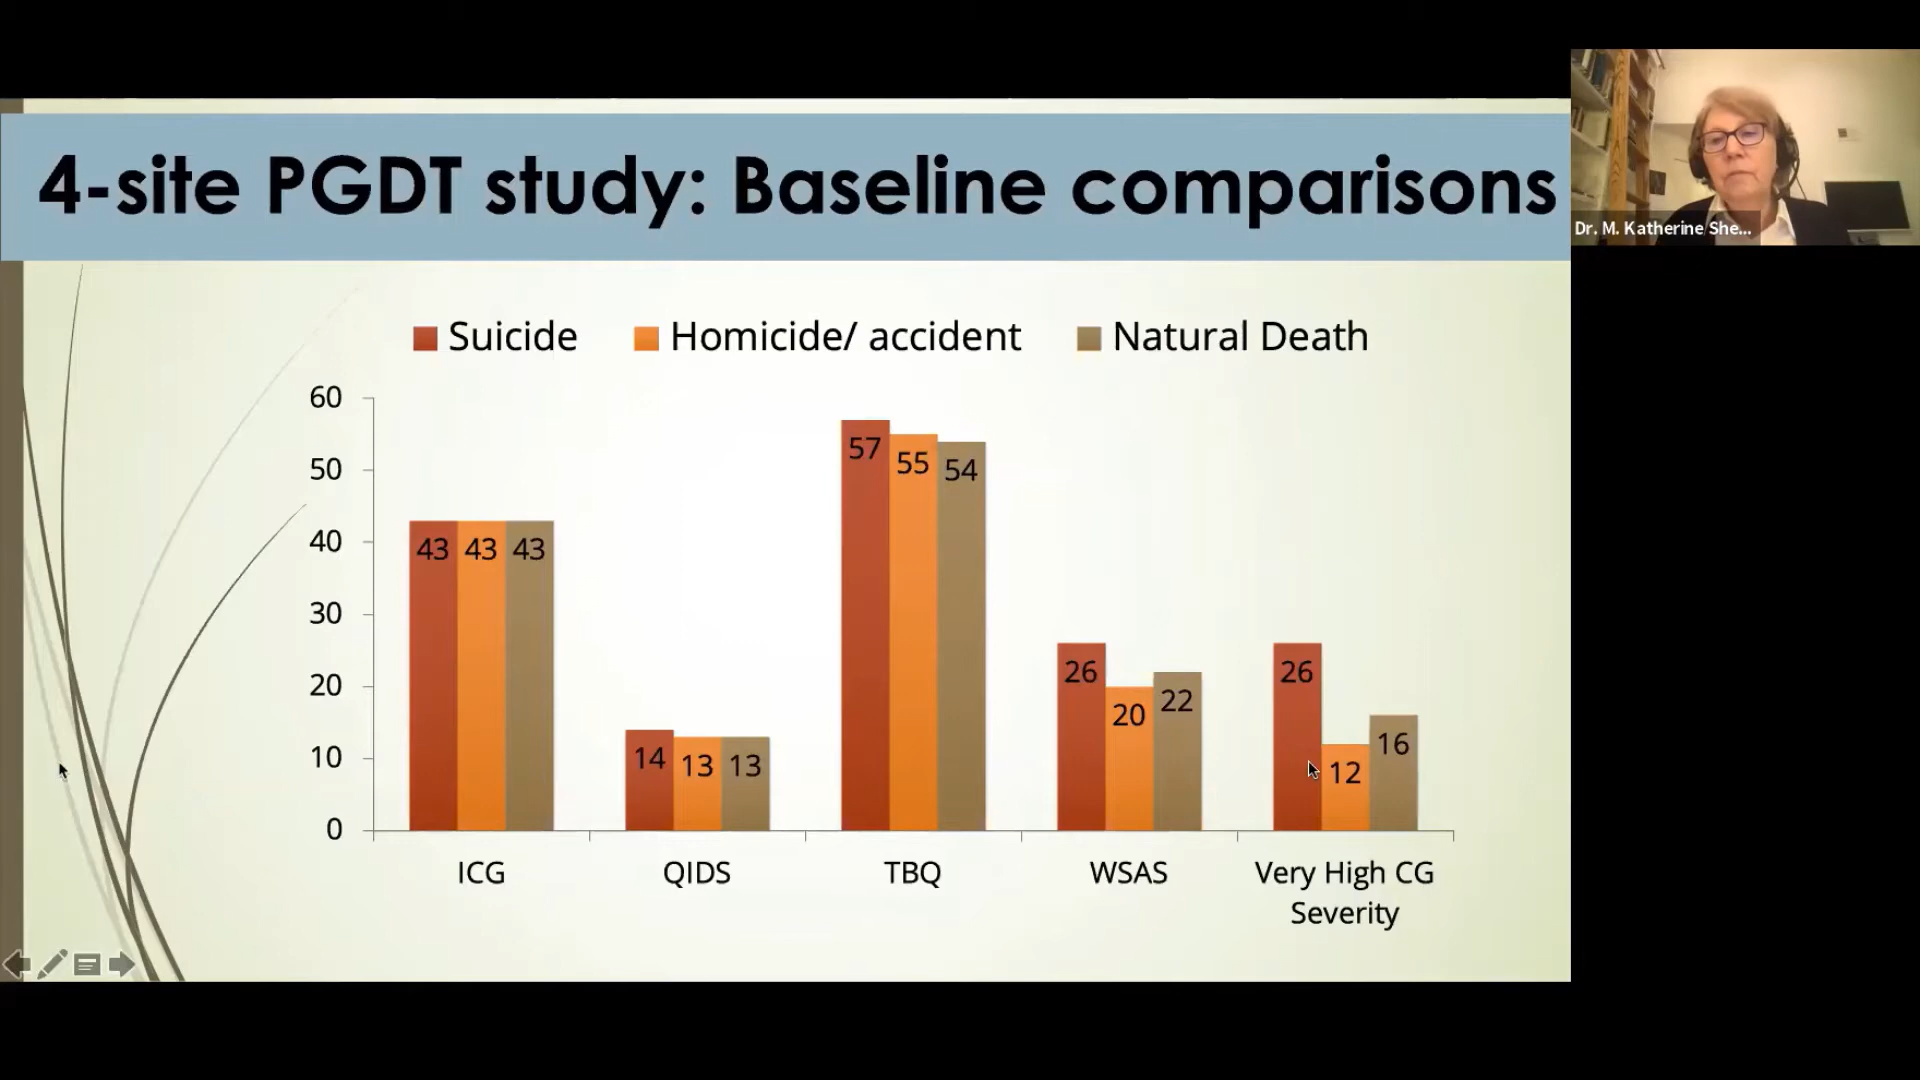 4-site PGDT study: Baseline comparisons
Dr. M. Katherine She...
Suicide Homicide/ accident Natural Death
60
50
40
30
20
10
0
43 43 43
14 13 13
57 55 54
26 20 22
26 12 16
ICG QIDS TBQ WSAS Very High CG
Severity